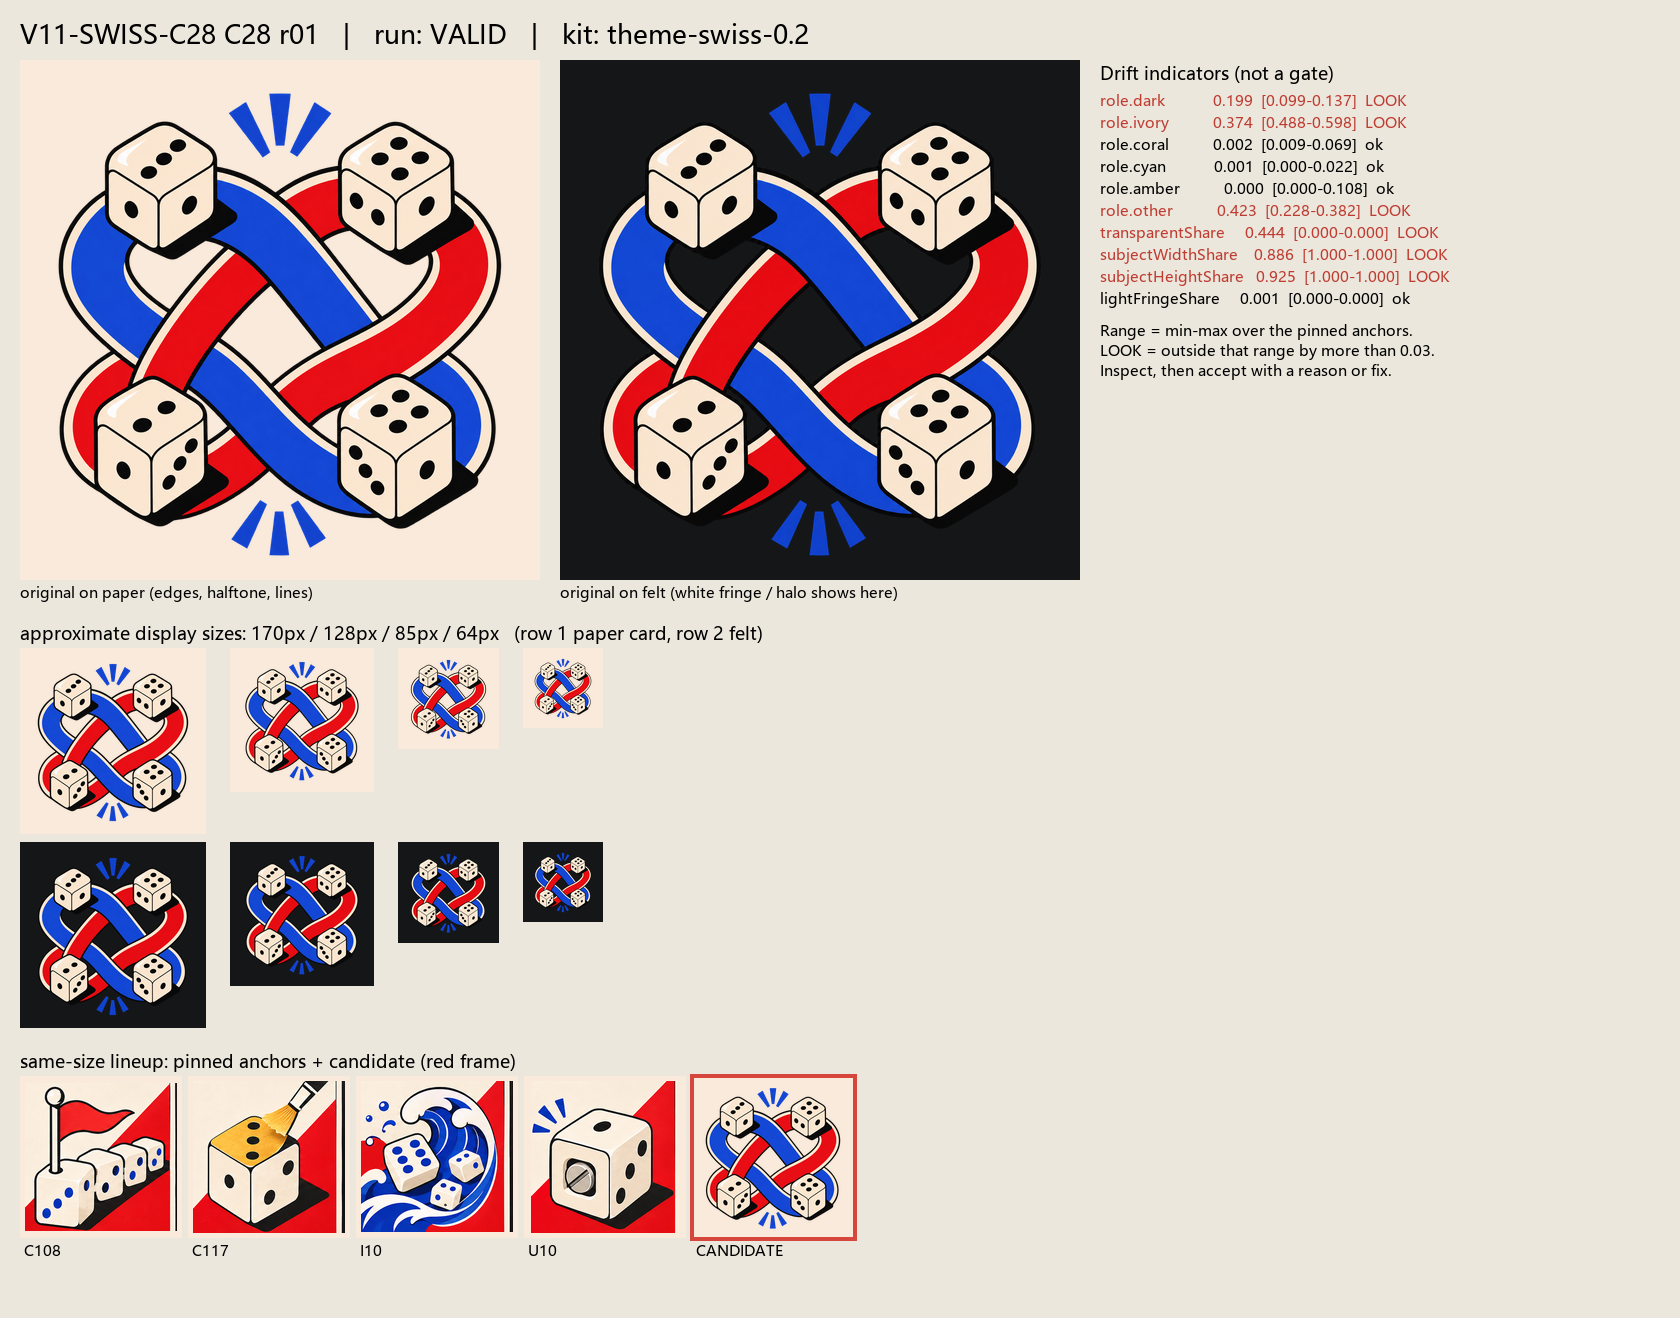 V11-SWISS-C28 C28 r01 | run: VALID | kit: theme-swiss-0.2
Drift indicators (not a gate)
role.dark 0.199 [0.099-0.137] LOOK
role.ivory 0.374 [0.488-0.598] LOOK
role.coral 0.002 [0.009-0.069] ok
role.cyan 0.001 [0.000-0.022] ok
role.amber 0.000 [0.000-0.108] ok
role.other 0.423 [0.228-0.382] LOOK
transparentShare 0.444 [0.000-0.000] LOOK
subjectWidthShare 0.886 [1.000-1.000] LOOK
subjectHeightShare 0.925 [1.000-1.000] LOOK
lightFringeShare 0.001 [0.000-0.000] ok
Range = min-max over the pinned anchors.
LOOK = outside that range by more than 0.03.
Inspect, then accept with a reason or fix.
original on paper (edges, halftone, lines)
original on felt (white fringe / halo shows here)
approximate display sizes: 170px / 128px / 85px / 64px (row 1 paper card, row 2 felt)
same-size lineup: pinned anchors + candidate (red frame)
C108
C117
I10
U10
CANDIDATE